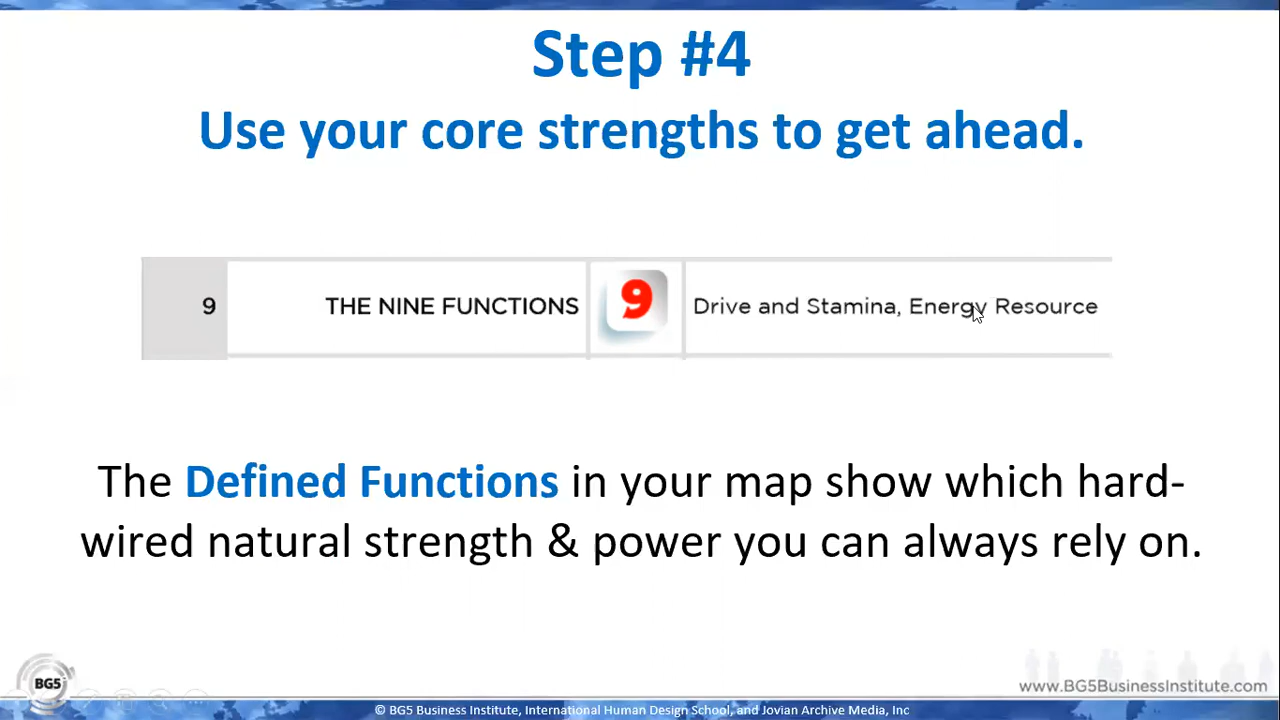 Step #4
Use your core strengths to get ahead.
9 THE NINE FUNCTIONS 9 Drive and Stamina, Energy Resource
The Defined Functions in your map show which hard-
wired natural strength & power you can always rely on.
BG5
www.BG5BusinessInstitute.com
© BG5 Business Institute, International Human Design School, and Jovian Archive Media, Inc